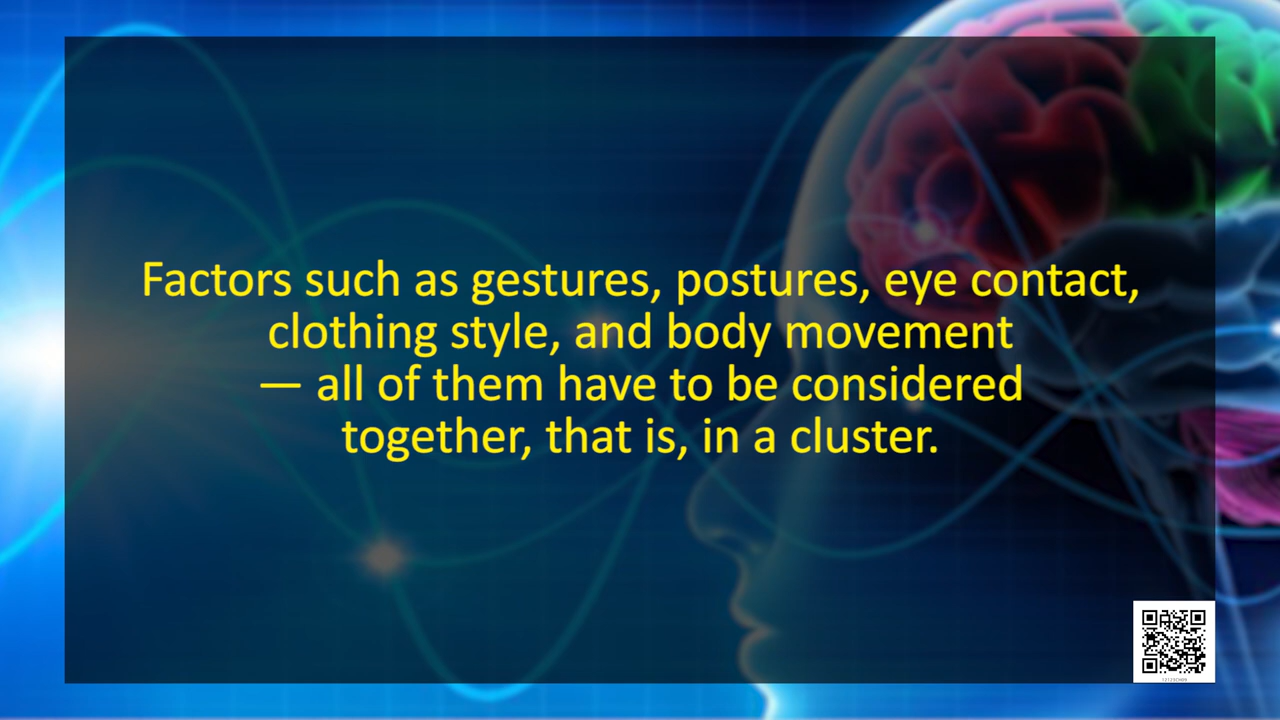 Factors such as gestures, postures, eye contact,
clothing style, and body movement
— all of them have to be considered
together, that is, in a cluster.